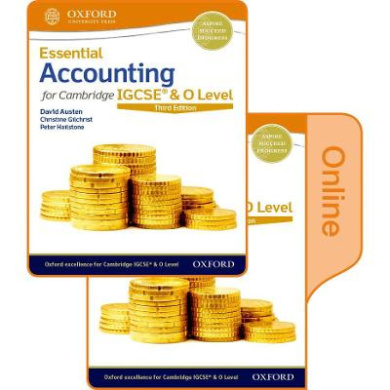 OXFORD
UNIVERSITY PRESS
Essential
Accounting
for Cambridge IGCSE® & O Level
Third Edition
David Austen
Christine Gilchrist
Peter Hailstone
Oxford excellence for Cambridge IGCSE® & O Level
OXFORD
Online
O Level
Oxford excellence for Cambridge IGCSE® & O Level
OXFORD